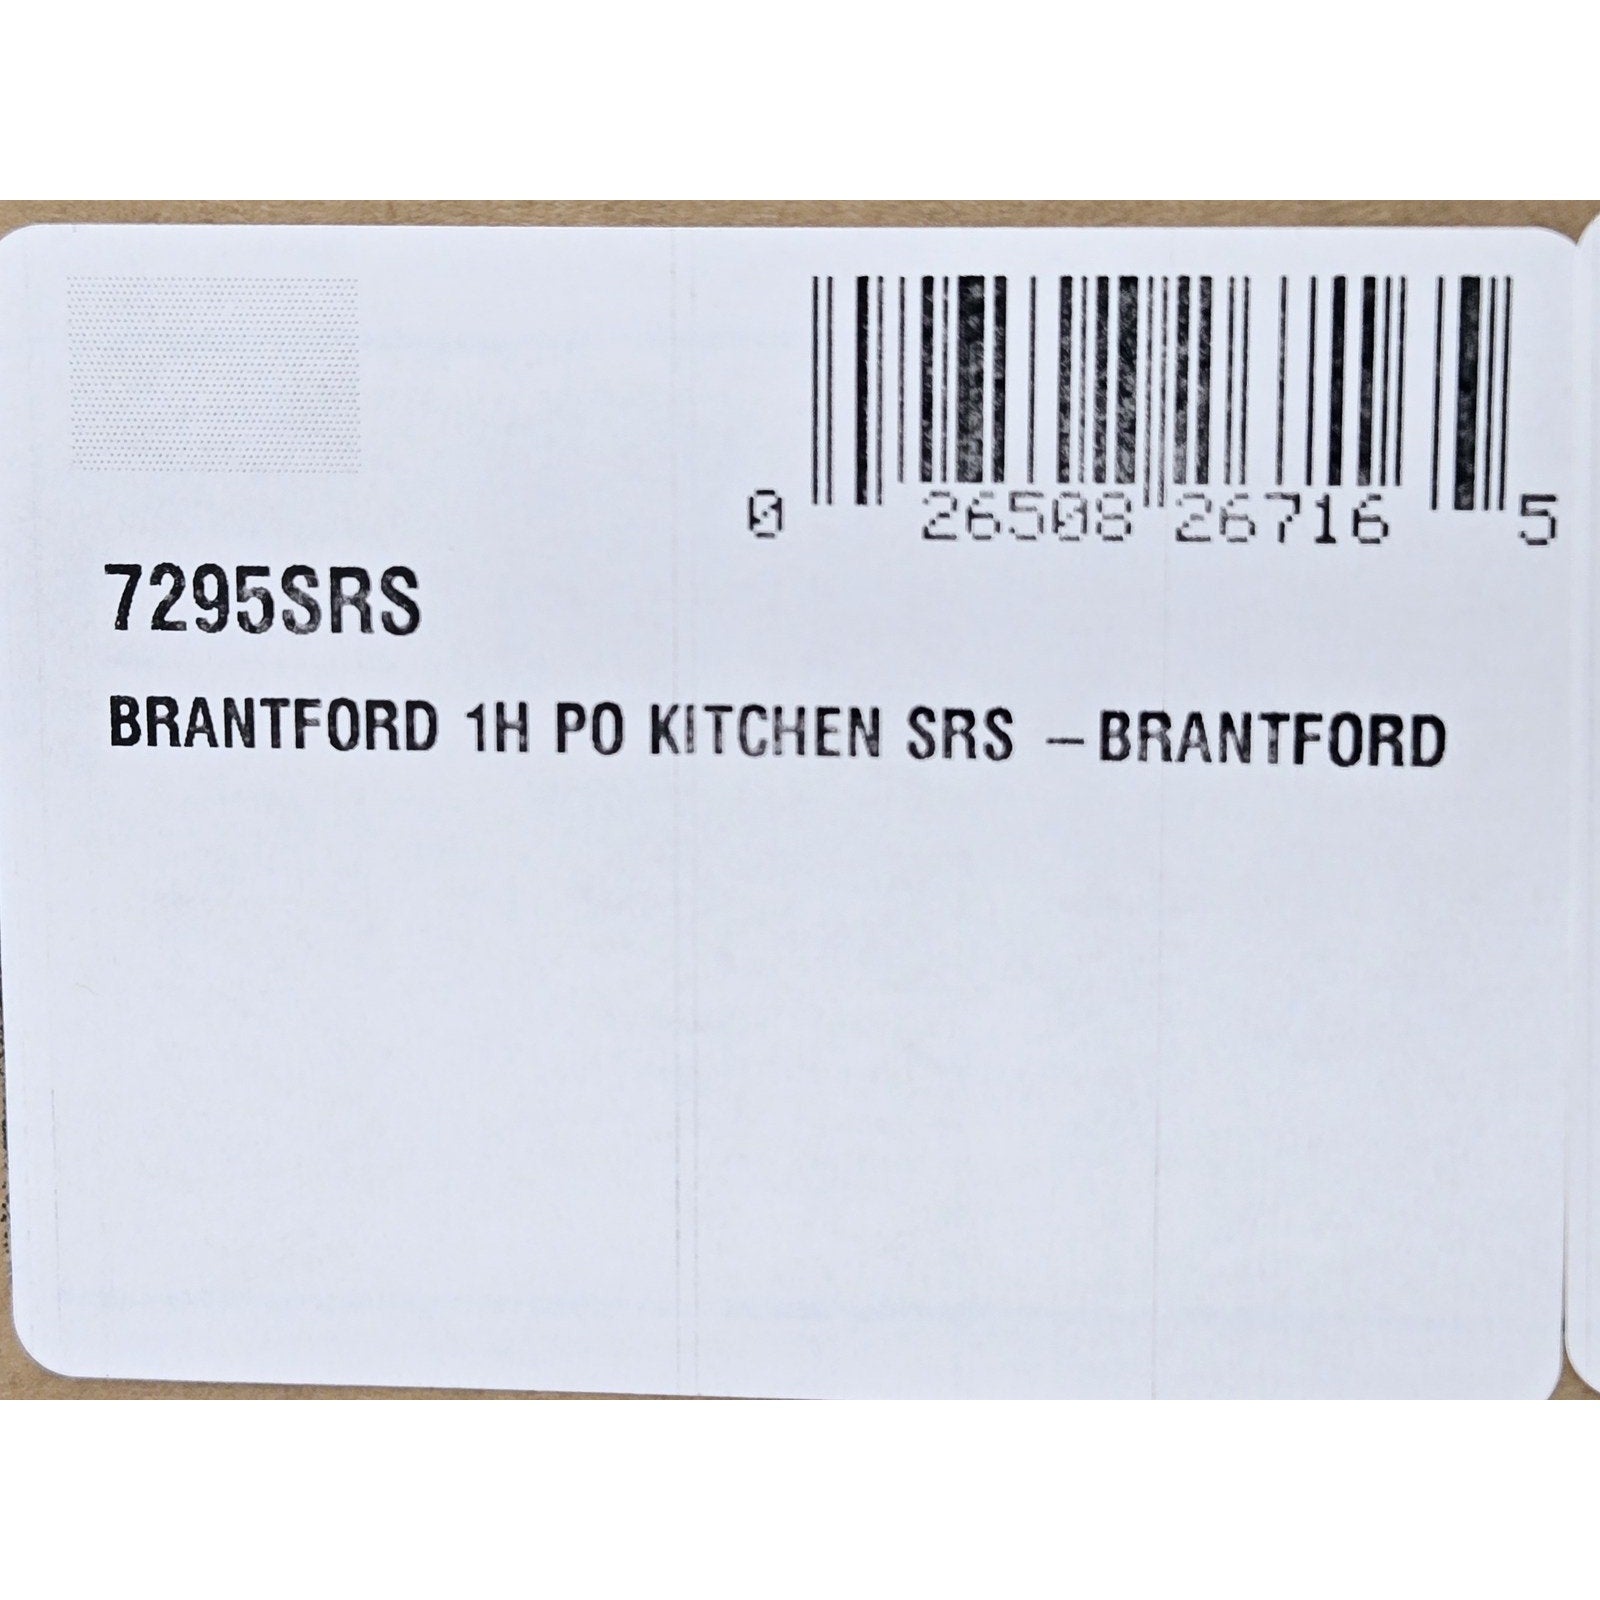 0 26508 26716 5
7295SRS
BRANTFORD 1H PO KITCHEN SRS –BRANTFORD